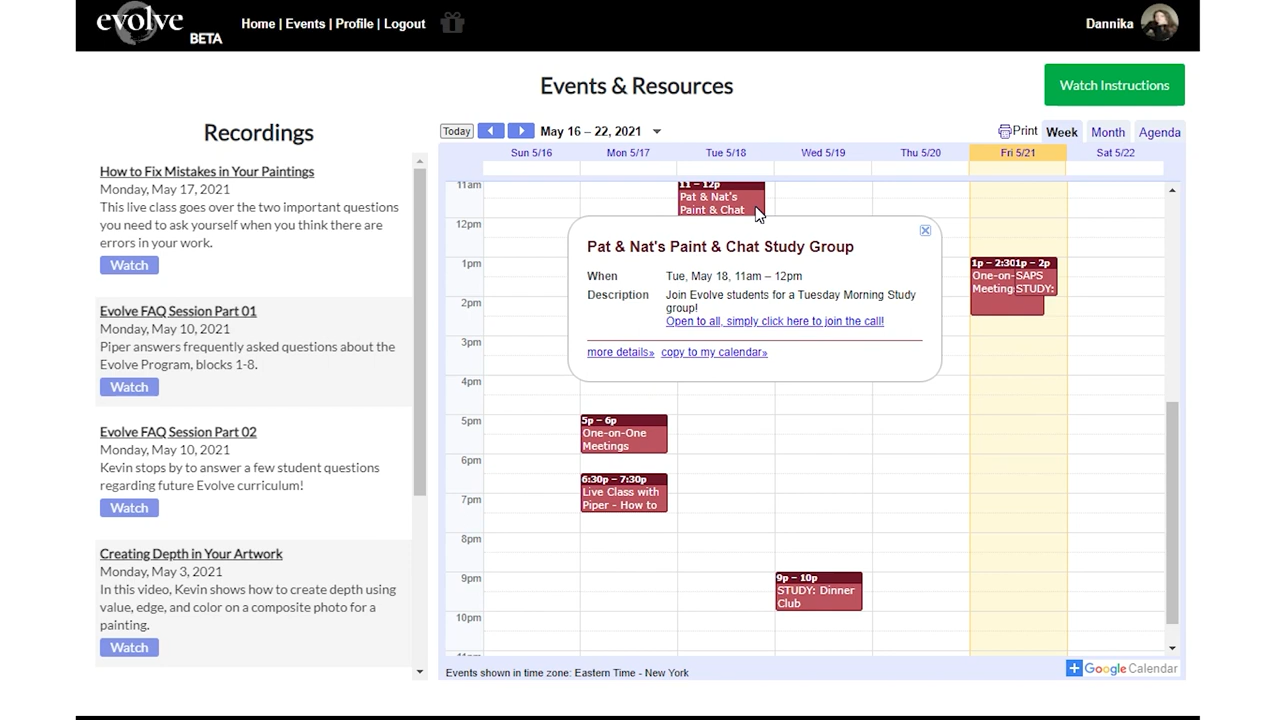 evolve
BETA
Home | Events | Profile | Logout
Dannika
Events & Resources
Watch Instructions
Recordings
How to Fix Mistakes in Your Paintings
Monday, May 17, 2021
This live class goes over the two important questions
you need to ask yourself when you think there are
errors in your work.
Watch
Evolve FAQ Session Part 01
Monday, May 10, 2021
Piper answers frequently asked questions about the
Evolve Program, blocks 1-8.
Watch
Evolve FAQ Session Part 02
Monday, May 10, 2021
Kevin stops by to answer a few student questions
regarding future Evolve curriculum!
Watch
Creating Depth in Your Artwork
Monday, May 3, 2021
In this video, Kevin shows how to create depth using
value, edge, and color on a composite photo for a
painting.
Watch
Today
May 16 – 22, 2021
Print
Week
Month
Agenda
Sun 5/16
Mon 5/17
Tue 5/18
Wed 5/19
Thu 5/20
Fri 5/21
Sat 5/22
11am
12pm
1pm
2pm
3pm
4pm
5pm
6pm
7pm
8pm
9pm
10pm
11 – 12p
Pat & Nat's
Paint & Chat
Pat & Nat's Paint & Chat Study Group
When
Tue, May 18, 11am – 12pm
Description
Join Evolve students for a Tuesday Morning Study
group!
Open to all, simply click here to join the call!
more details»
copy to my calendar»
1p – 2:30
One-on-
Meeting
1p – 2p
SAPS
STUDY:
5p – 6p
One-on-One
Meetings
6:30p – 7:30p
Live Class with
Piper - How to
9p – 10p
STUDY: Dinner
Club
Events shown in time zone: Eastern Time - New York
Google Calendar